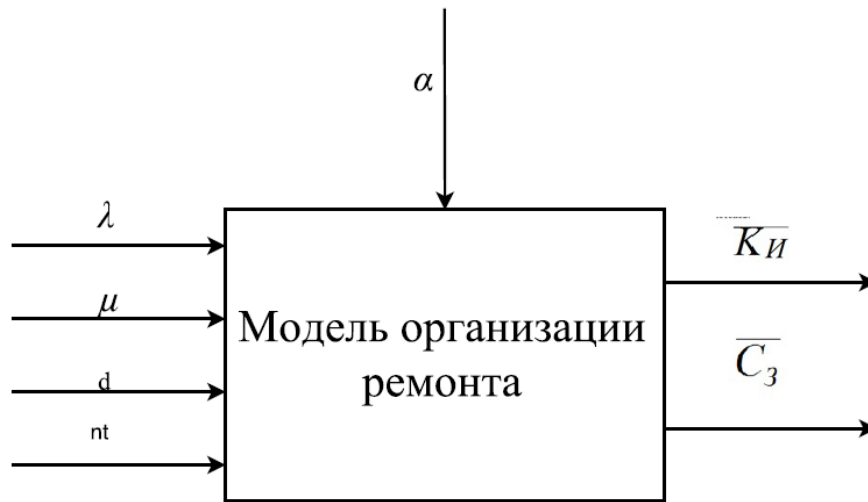 α
λ
μ
d
nt
Модель организации
ремонта
K̅И̅
C̅З̅